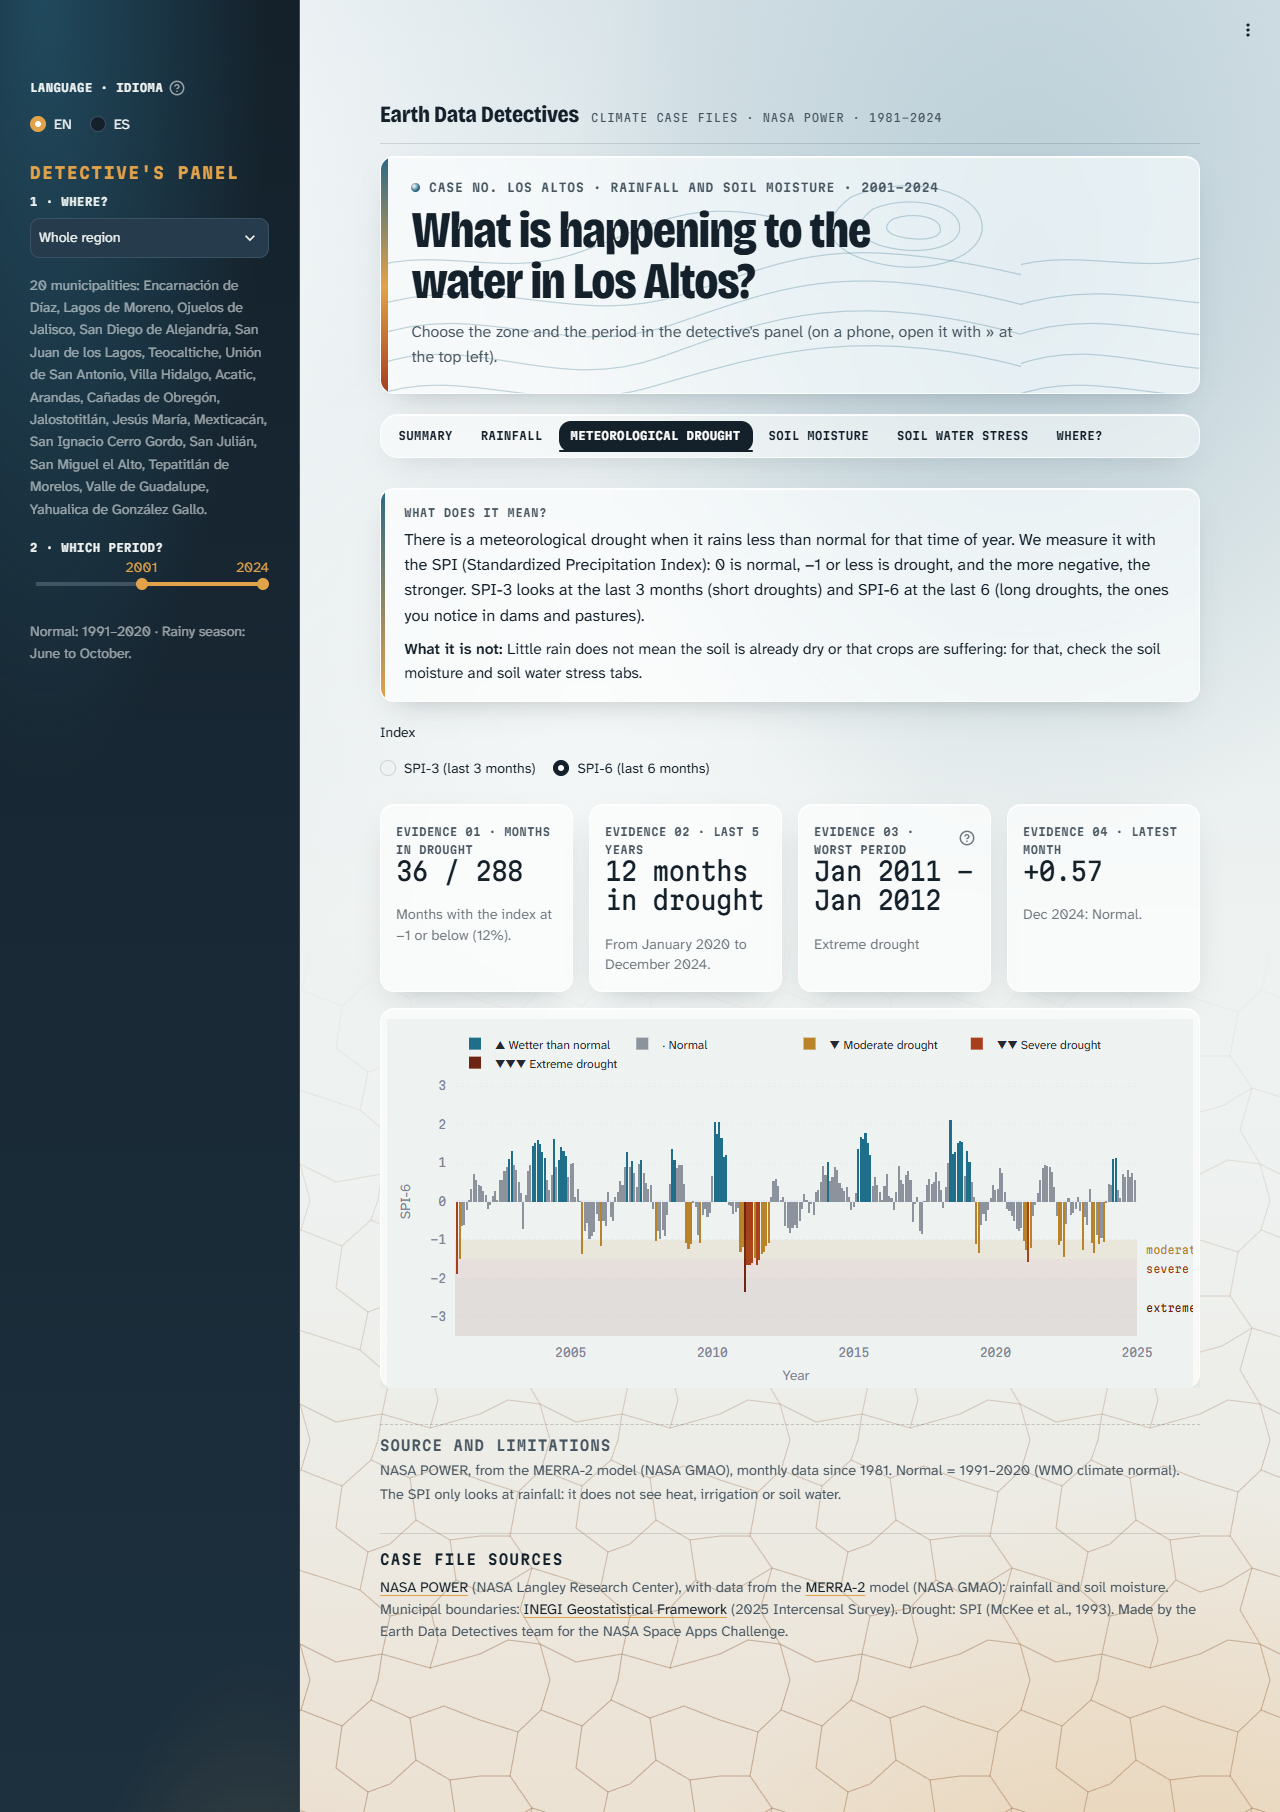 LANGUAGE · IDIOMA ?
EN ES
DETECTIVE'S PANEL
1 · WHERE?
Whole region
20 municipalities: Encarnación de
Díaz, Lagos de Moreno, Ojuelos de
Jalisco, San Diego de Alejandría, San
Juan de los Lagos, Teocaltiche, Unión
de San Antonio, Villa Hidalgo, Acatic,
Arandas, Cañadas de Obregón,
Jalostotitlán, Jesús María, Mexticacán,
San Ignacio Cerro Gordo, San Julián,
San Miguel el Alto, Tepatitlán de
Morelos, Valle de Guadalupe,
Yahualica de González Gallo.
2 · WHICH PERIOD?
2001 2024
Normal: 1991–2020 · Rainy season:
June to October.
Earth Data Detectives CLIMATE CASE FILES · NASA POWER · 1981–2024
CASE NO. LOS ALTOS · RAINFALL AND SOIL MOISTURE · 2001–2024
What is happening to the
water in Los Altos?
Choose the zone and the period in the detective's panel (on a phone, open it with » at
the top left).
SUMMARY RAINFALL METEOROLOGICAL DROUGHT SOIL MOISTURE SOIL WATER STRESS WHERE?
WHAT DOES IT MEAN?
There is a meteorological drought when it rains less than normal for that time of year. We measure it with
the SPI (Standardized Precipitation Index): 0 is normal, −1 or less is drought, and the more negative, the
stronger. SPI-3 looks at the last 3 months (short droughts) and SPI-6 at the last 6 (long droughts, the ones
you notice in dams and pastures).
What it is not: Little rain does not mean the soil is already dry or that crops are suffering: for that, check the soil
moisture and soil water stress tabs.
Index
SPI-3 (last 3 months) SPI-6 (last 6 months)
EVIDENCE 01 · MONTHS
IN DROUGHT
36 / 288
Months with the index at
−1 or below (12%).
EVIDENCE 02 · LAST 5
YEARS
12 months
in drought
From January 2020 to
December 2024.
EVIDENCE 03 ·
WORST PERIOD
?
Jan 2011 –
Jan 2012
Extreme drought
EVIDENCE 04 · LATEST
MONTH
+0.57
Dec 2024: Normal.
▲ Wetter than normal · Normal ▼ Moderate drought ▼▼ Severe drought
▼▼▼ Extreme drought
3
2
1
0
−1
−2
−3
SPI-6
moderat
severe
extreme
2005 2010 2015 2020 2025
Year
SOURCE AND LIMITATIONS
NASA POWER, from the MERRA-2 model (NASA GMAO), monthly data since 1981. Normal = 1991–2020 (WMO climate normal).
The SPI only looks at rainfall: it does not see heat, irrigation or soil water.
CASE FILE SOURCES
NASA POWER (NASA Langley Research Center), with data from the MERRA-2 model (NASA GMAO): rainfall and soil moisture.
Municipal boundaries: INEGI Geostatistical Framework (2025 Intercensal Survey). Drought: SPI (McKee et al., 1993). Made by the
Earth Data Detectives team for the NASA Space Apps Challenge.